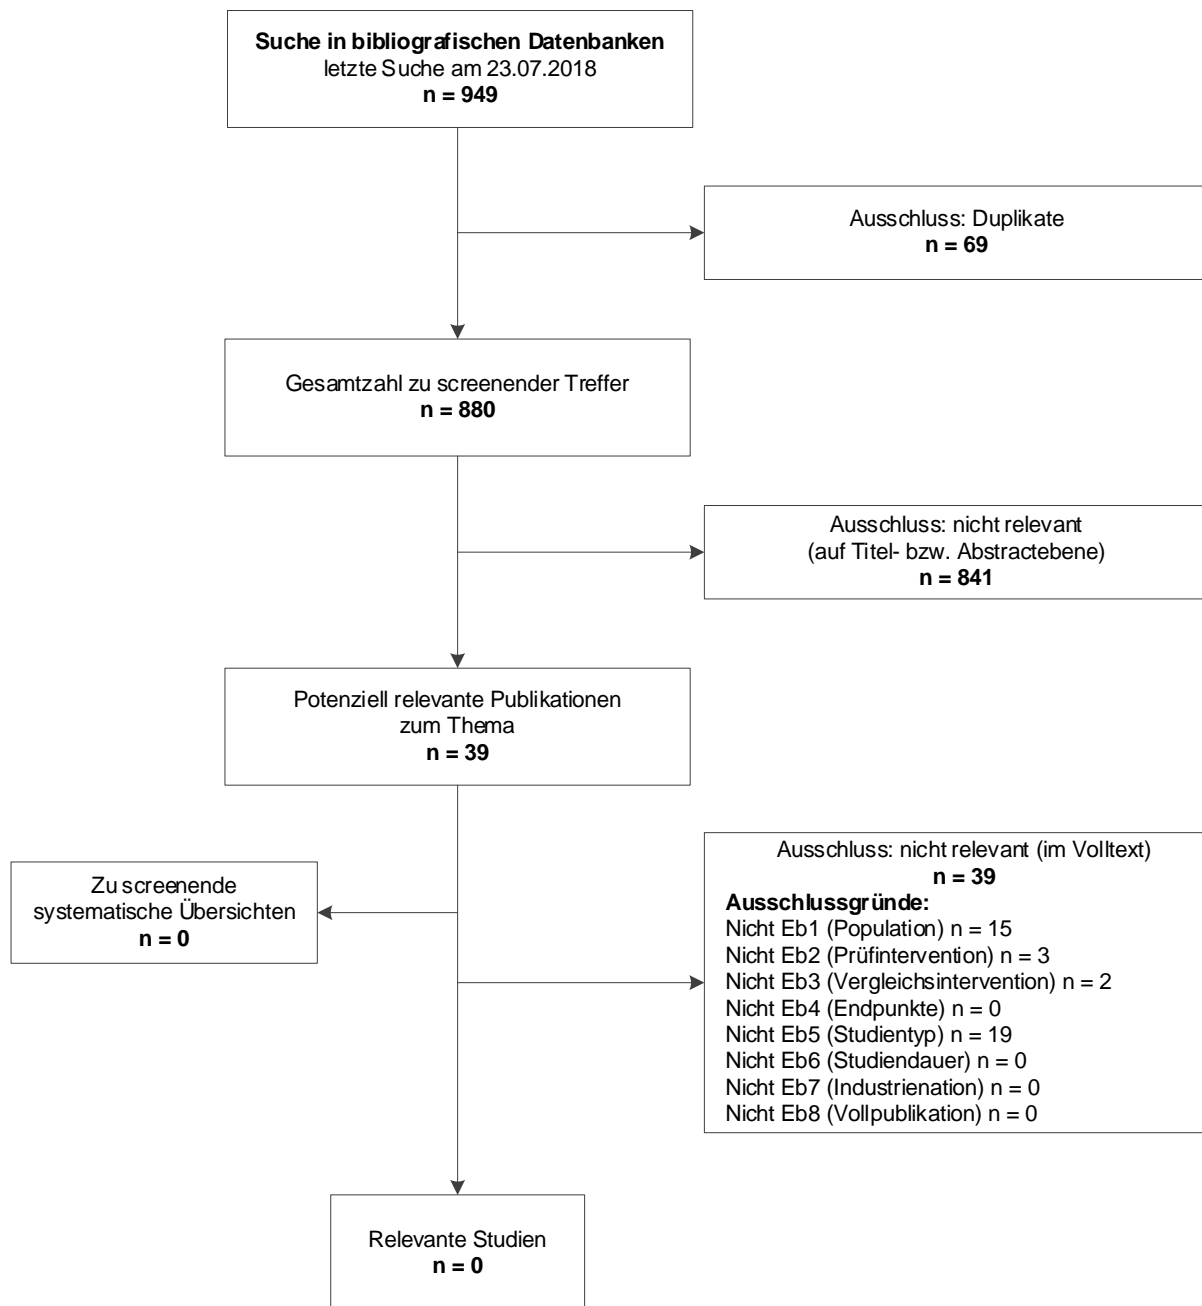 Suche in bibliografischen Datenbanken
letzte Suche am 23.07.2018
n = 949
Ausschluss: Duplikate
n = 69
Gesamtzahl zu screenender Treffer
n = 880
Ausschluss: nicht relevant
(auf Titel- bzw. Abstractebene)
n = 841
Potenziell relevante Publikationen
zum Thema
n = 39
Zu screenende
systematische Übersichten
n = 0
Ausschluss: nicht relevant (im Volltext)
n = 39
Ausschlussgründe:
Nicht Eb1 (Population) n = 15
Nicht Eb2 (Prüfintervention) n = 3
Nicht Eb3 (Vergleichsintervention) n = 2
Nicht Eb4 (Endpunkte) n = 0
Nicht Eb5 (Studientyp) n = 19
Nicht Eb6 (Studiendauer) n = 0
Nicht Eb7 (Industrienation) n = 0
Nicht Eb8 (Vollpublikation) n = 0
Relevante Studien
n = 0